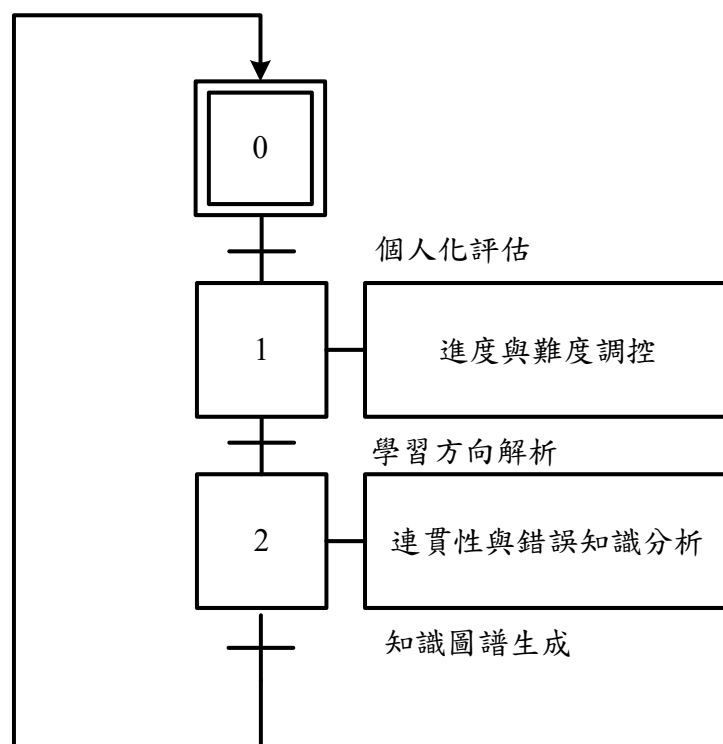 0
個人化評估
1
進度與難度調控
學習方向解析
2
連貫性與錯誤知識分析
知識圖譜生成